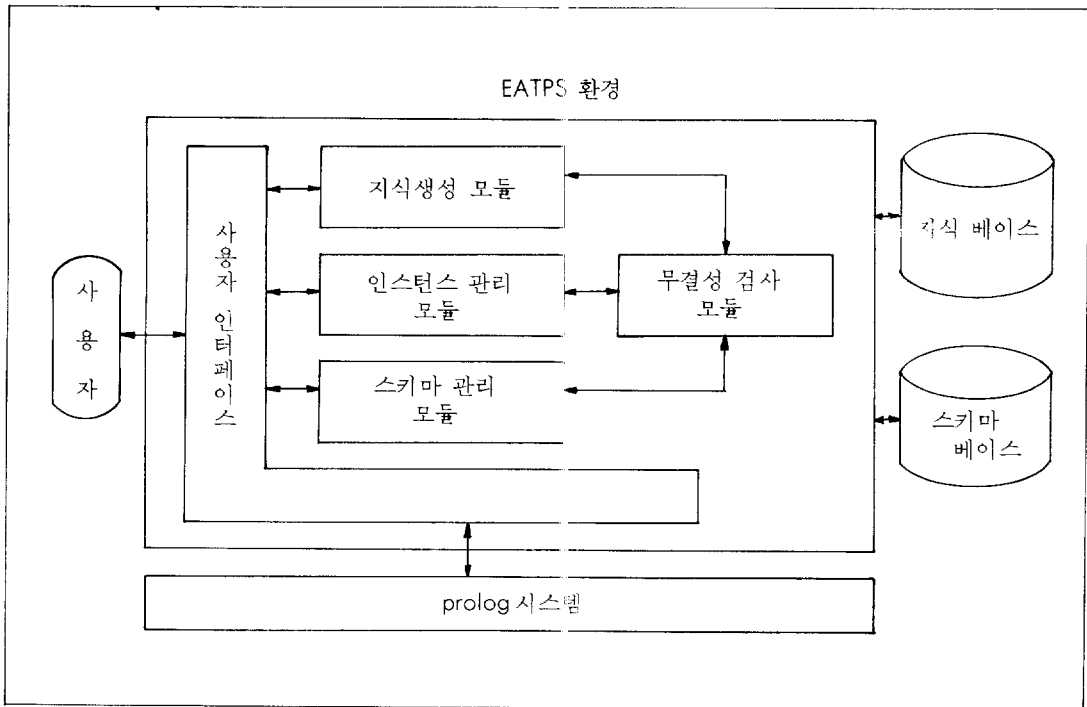 EATPS 환경
지식생성 모듈
사용자 인터페이스
인스턴스 관리
모듈
무결성 검사
모듈
스키마 관리
모듈
사용자
지식 베이스
스키마
베이스
prolog 시스템